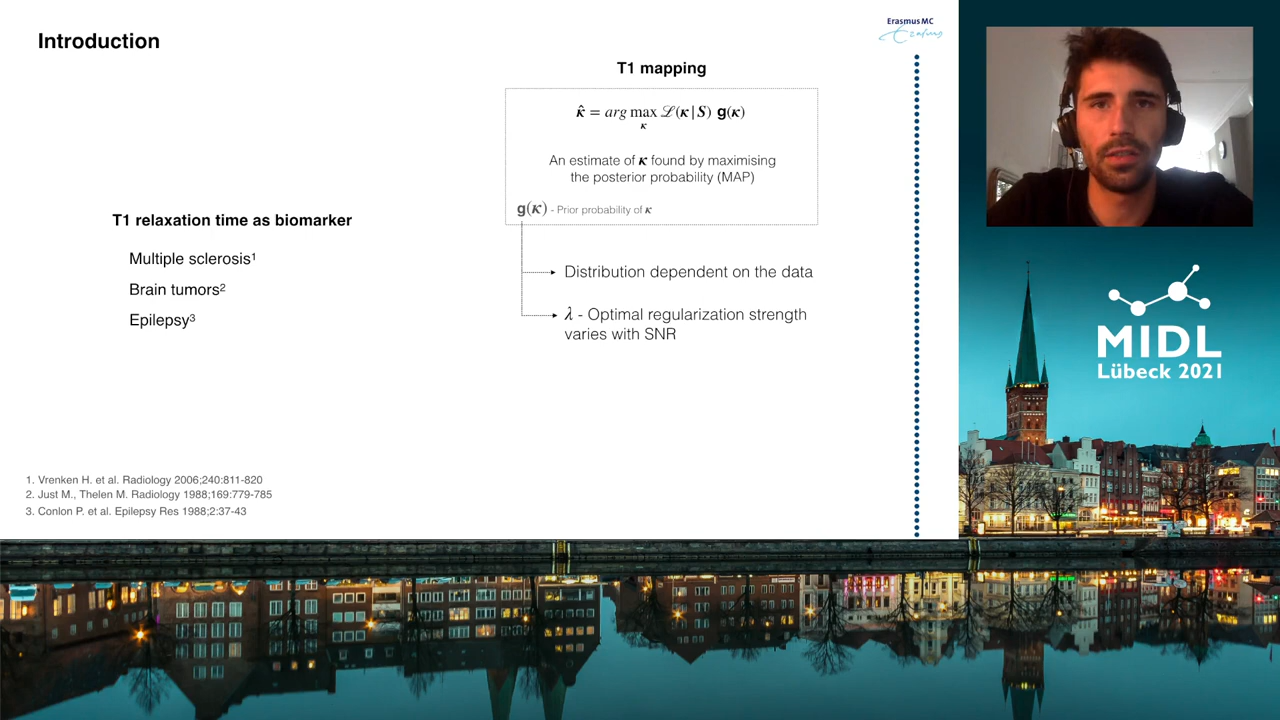 Introduction
Erasmus MC
Erasmus
T1 mapping
κ̂ = arg max ℒ(κ|S) g(κ)
κ
An estimate of κ found by maximising
the posterior probability (MAP)
g(κ) - Prior probability of κ
Distribution dependent on the data
λ - Optimal regularization strength
varies with SNR
T1 relaxation time as biomarker
Multiple sclerosis¹
Brain tumors²
Epilepsy³
1. Vrenken H. et al. Radiology 2006;240:811-820
2. Just M., Thelen M. Radiology 1988;169:779-785
3. Conlon P. et al. Epilepsy Res 1988;2:37-43
MIDL
Lübeck 2021